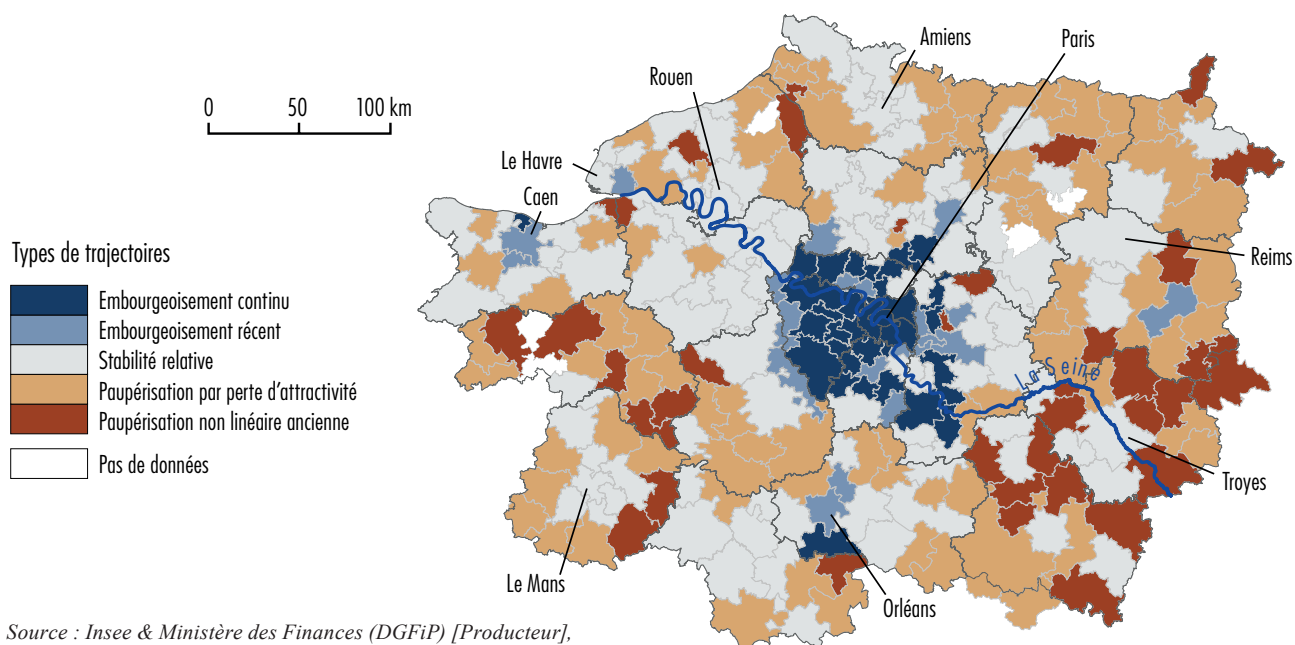 Amiens
Paris
Rouen
0 50 100 km
Le Havre
Caen
Types de trajectoires
Embourgeoisement continu
Embourgeoisement récent
Stabilité relative
Paupérisation par perte d'attractivité
Paupérisation non linéaire ancienne
Pas de données
Reims
La Seine
Troyes
Le Mans
Orléans
Source : Insee & Ministère des Finances (DGFiP) [Producteur],